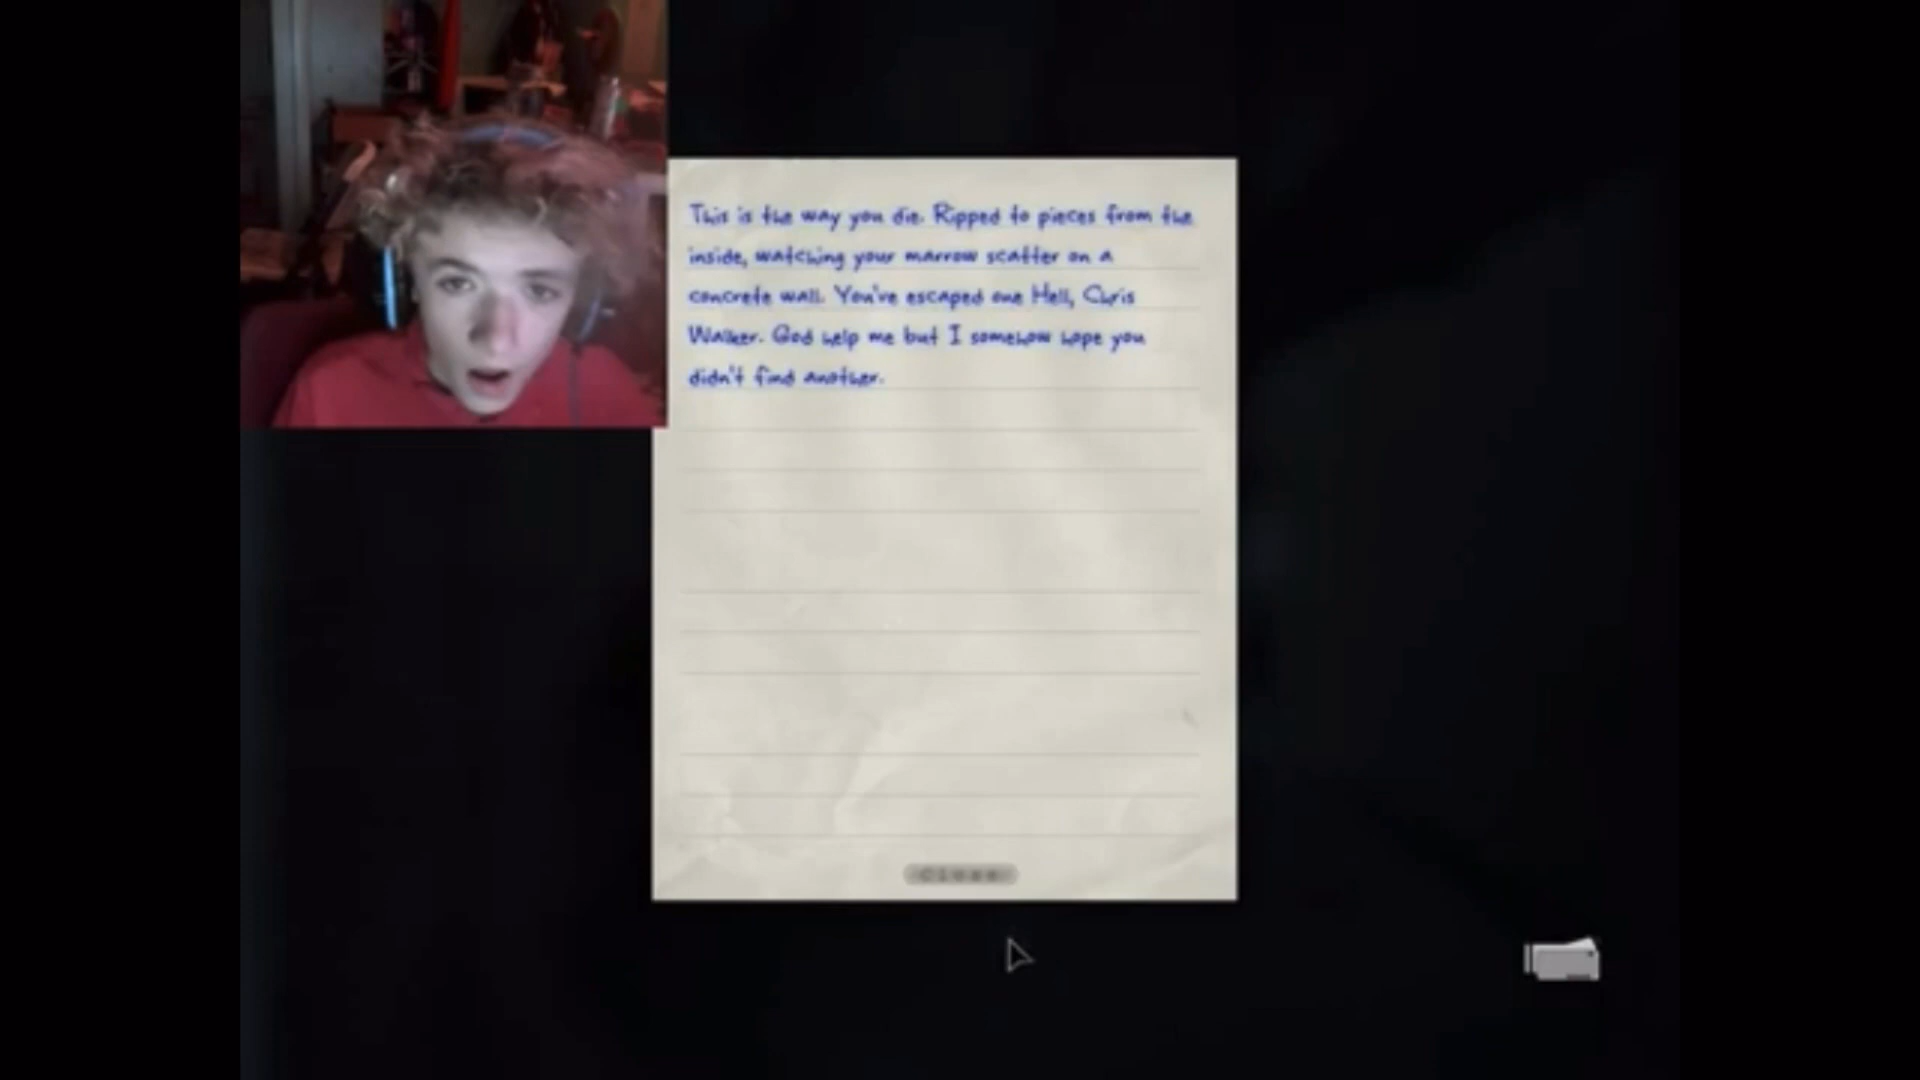 This is the way you die. Ripped to pieces from the
inside, watching your marrow scatter on a
concrete wall. You've escaped one Hell, Chris
Walker. God help me but I somehow hope you
didn't find another.
Close